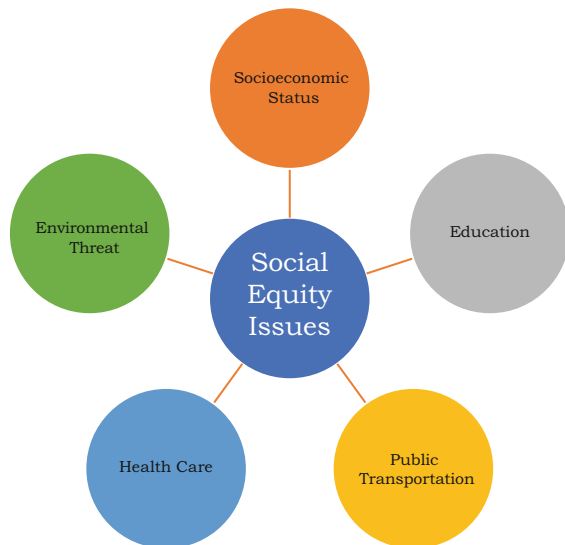 Socioeconomic
Status
Environmental
Threat
Education
Social
Equity
Issues
Health Care
Public
Transportation